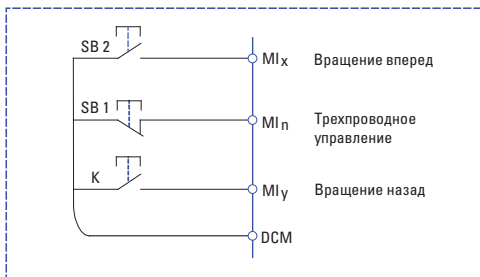 SB 2 MIx Вращение вперед
SB 1 MIn Трехпроводное
управление
K MIy Вращение назад
DCM